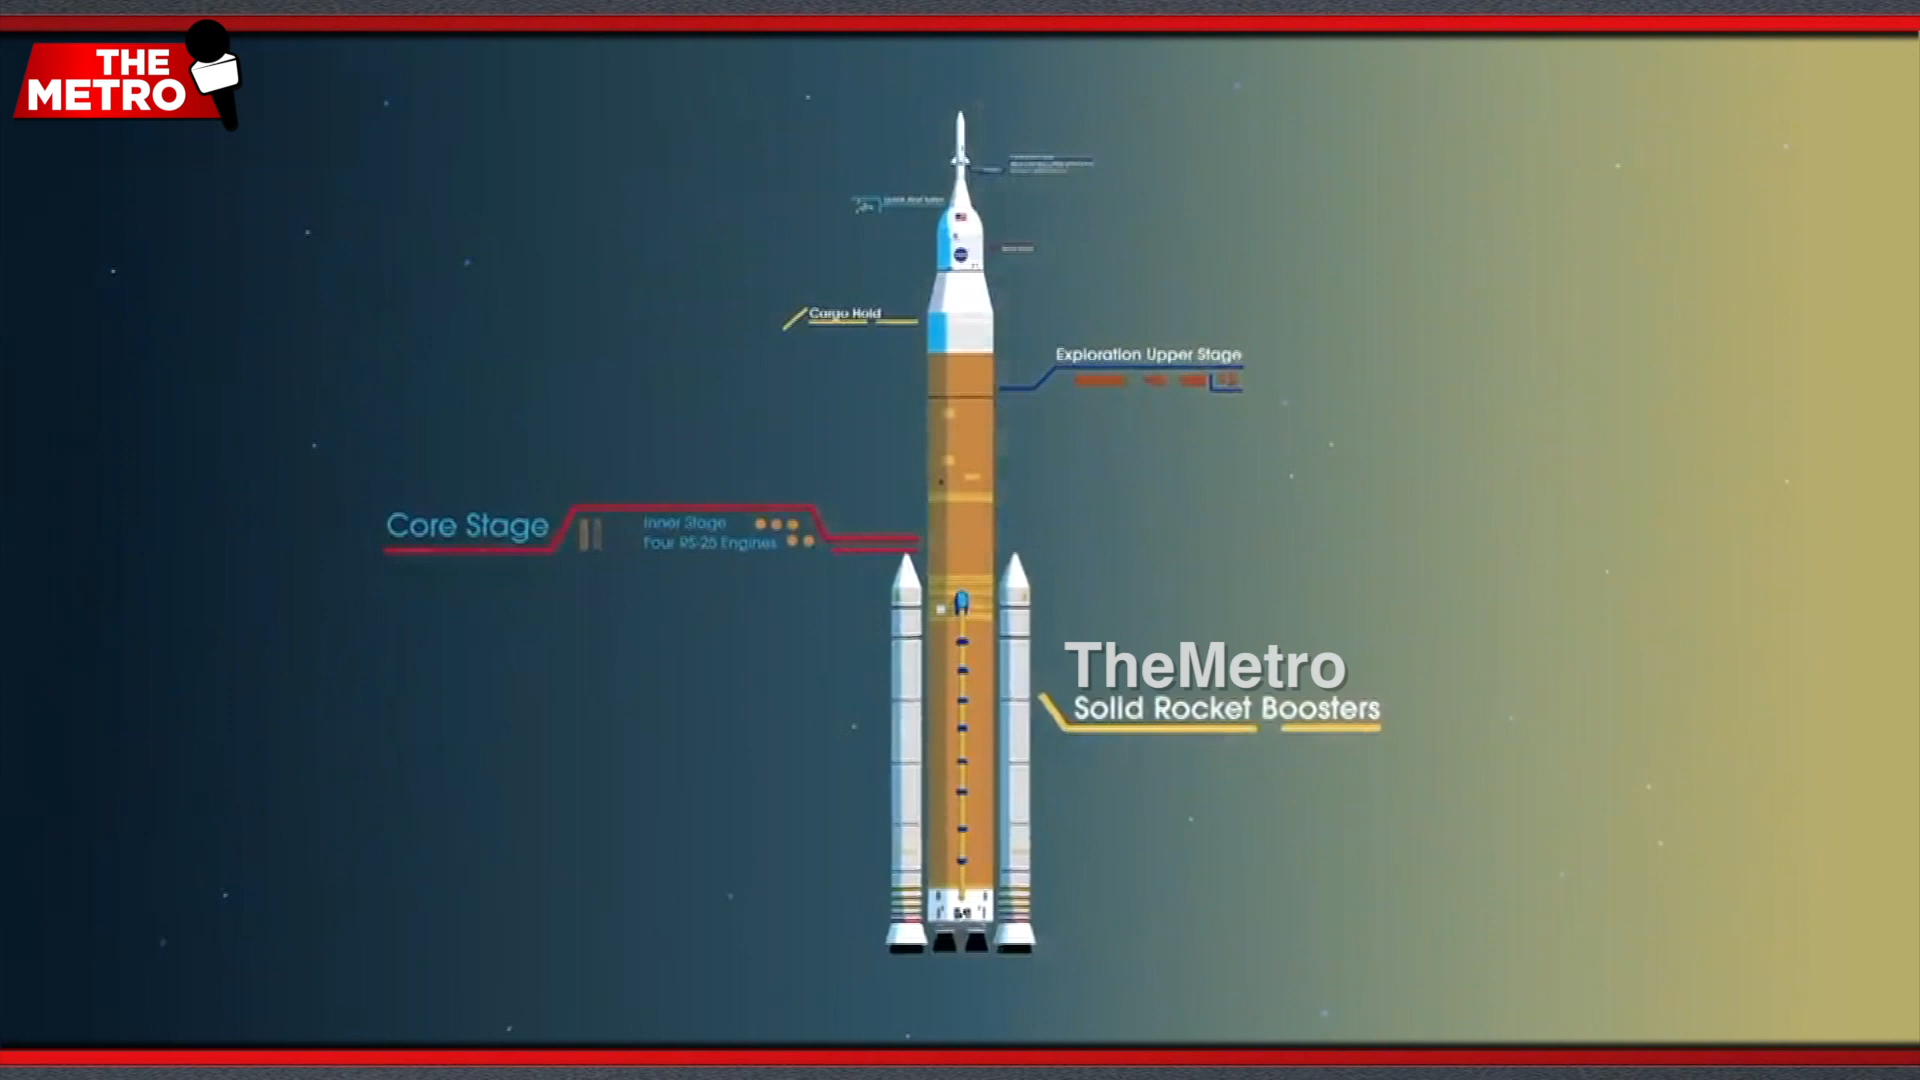 THE
METRO
Cargo Hold
Exploration Upper Stage
Core Stage
Inner Stage
Four RS-25 Engines
TheMetro
Solid Rocket Boosters